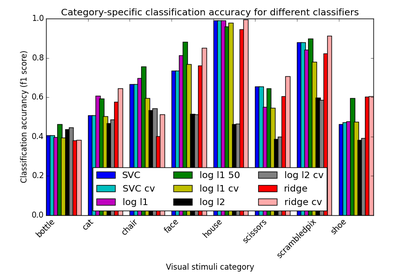 Category-specific classification accuracy for different classifiers
Classification accurancy (f1 score)
1.0
0.8
0.6
0.4
0.2
0.0
SVC
SVC cv
log l1
log l1 50
log l1 cv
log l2
log l2 cv
ridge
ridge cv
bottle
cat
chair
face
house
scissors
scrambledpix
shoe
Visual stimuli category